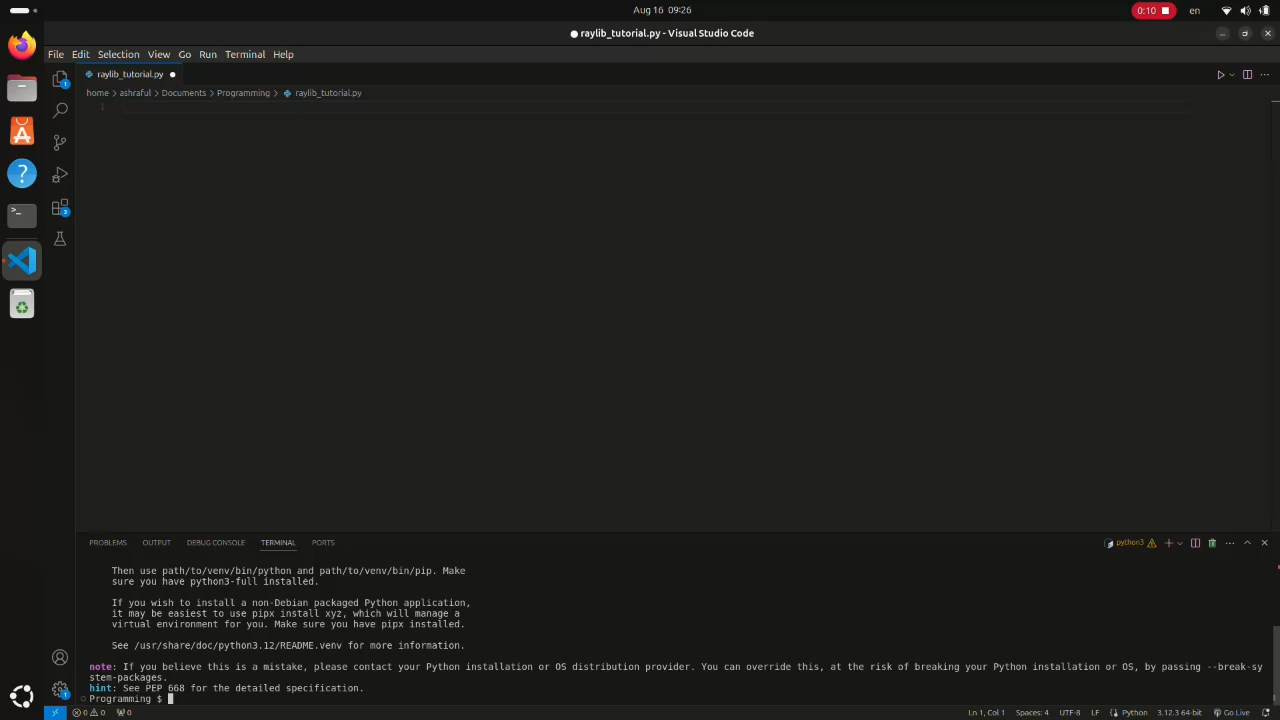 Aug 16 09:26
0:10
en
raylib_tutorial.py - Visual Studio Code
File Edit Selection View Go Run Terminal Help
raylib_tutorial.py
home > ashraful > Documents > Programming > raylib_tutorial.py
1
1
3
1
PROBLEMS OUTPUT DEBUG CONSOLE TERMINAL PORTS
python3
Then use path/to/venv/bin/python and path/to/venv/bin/pip. Make
sure you have python3-full installed.
If you wish to install a non-Debian packaged Python application,
it may be easiest to use pipx install xyz, which will manage a
virtual environment for you. Make sure you have pipx installed.
See /usr/share/doc/python3.12/README.venv for more information.
note: If you believe this is a mistake, please contact your Python installation or OS distribution provider. You can override this, at the risk of breaking your Python installation or OS, by passing --break-sy
stem-packages.
hint: See PEP 668 for the detailed specification.
Programming $
0 0 0 Ln 1, Col 1 Spaces: 4 UTF-8 LF Python 3.12.3 64-bit Go Live